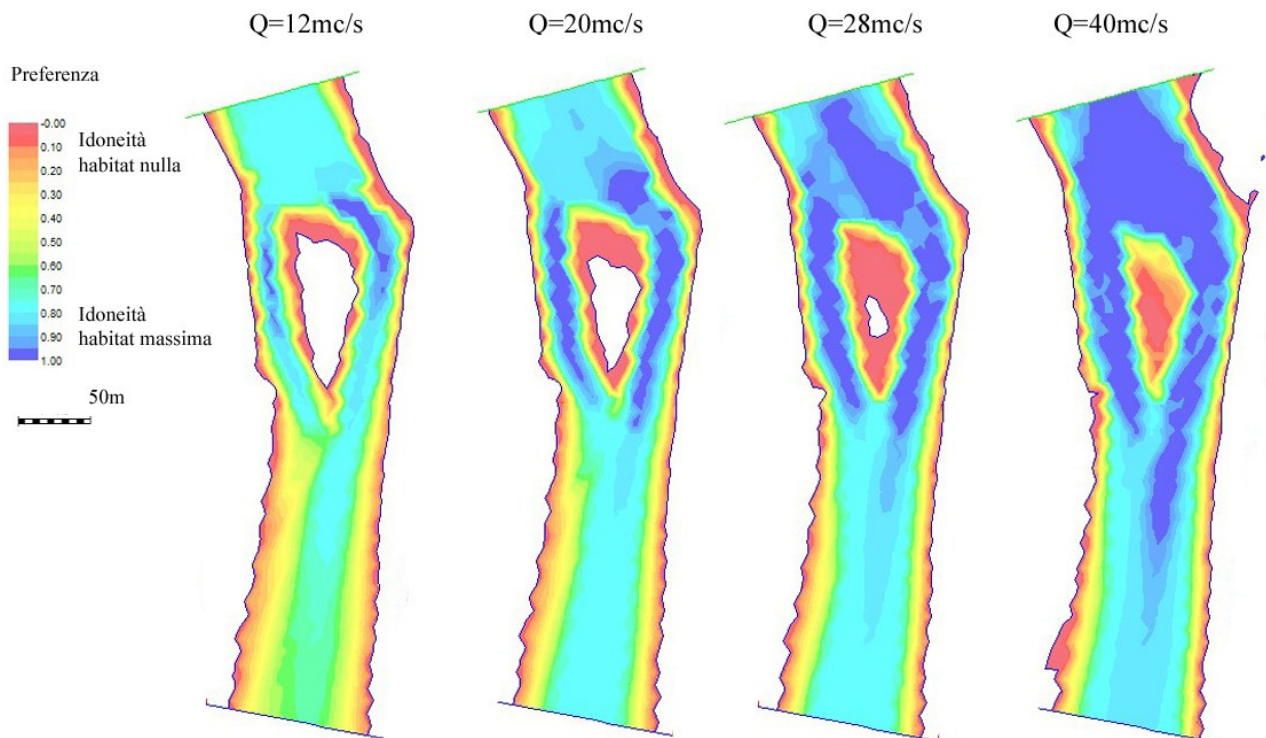 Q=12mc/s
Q=20mc/s
Q=28mc/s
Q=40mc/s
Preferenza
-0.00
0.10
0.20
0.30
0.40
0.50
0.60
0.70
0.80
0.90
1.00
Idoneità
habitat nulla
Idoneità
habitat massima
50m